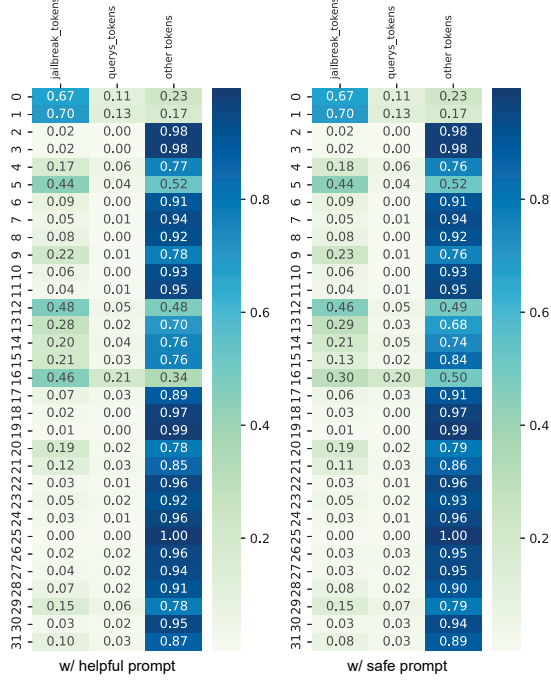 jailbreak_tokens querys_tokens other tokens jailbreak_tokens querys_tokens other tokens
0 0.67 0.11 0.23 0 0.67 0.11 0.23
1 0.70 0.13 0.17 1 0.70 0.13 0.17
2 0.02 0.00 0.98 2 0.02 0.00 0.98
3 0.02 0.00 0.98 3 0.02 0.00 0.98
4 0.17 0.06 0.77 4 0.18 0.06 0.76
5 0.44 0.04 0.52 0.8 5 0.44 0.04 0.52 0.8
6 0.09 0.00 0.91 6 0.09 0.00 0.91
7 0.05 0.01 0.94 7 0.05 0.01 0.94
8 0.08 0.00 0.92 8 0.08 0.00 0.92
9 0.22 0.01 0.78 9 0.23 0.01 0.76
10 0.06 0.00 0.93 10 0.06 0.00 0.93
11 0.04 0.01 0.95 11 0.04 0.01 0.95
12 0.48 0.05 0.48 0.6 12 0.46 0.05 0.49 0.6
13 0.28 0.02 0.70 13 0.29 0.03 0.68
14 0.20 0.04 0.76 14 0.21 0.05 0.74
15 0.21 0.03 0.76 15 0.13 0.02 0.84
16 0.46 0.21 0.34 16 0.30 0.20 0.50
17 0.07 0.03 0.89 17 0.06 0.03 0.91
18 0.02 0.00 0.97 18 0.03 0.00 0.97
19 0.01 0.00 0.99 0.4 19 0.01 0.00 0.99 0.4
20 0.19 0.02 0.78 20 0.19 0.02 0.79
21 0.12 0.03 0.85 21 0.11 0.03 0.86
22 0.03 0.01 0.96 22 0.03 0.01 0.96
23 0.05 0.02 0.92 23 0.05 0.02 0.93
24 0.03 0.01 0.96 24 0.03 0.01 0.96
25 0.00 0.00 1.00 0.2 25 0.00 0.00 1.00 0.2
26 0.02 0.02 0.96 26 0.03 0.03 0.95
27 0.04 0.02 0.94 27 0.03 0.02 0.95
28 0.07 0.02 0.91 28 0.08 0.02 0.90
29 0.15 0.06 0.78 29 0.15 0.07 0.79
30 0.03 0.02 0.95 30 0.03 0.03 0.94
31 0.10 0.03 0.87 31 0.08 0.03 0.89
w/ helpful prompt w/ safe prompt